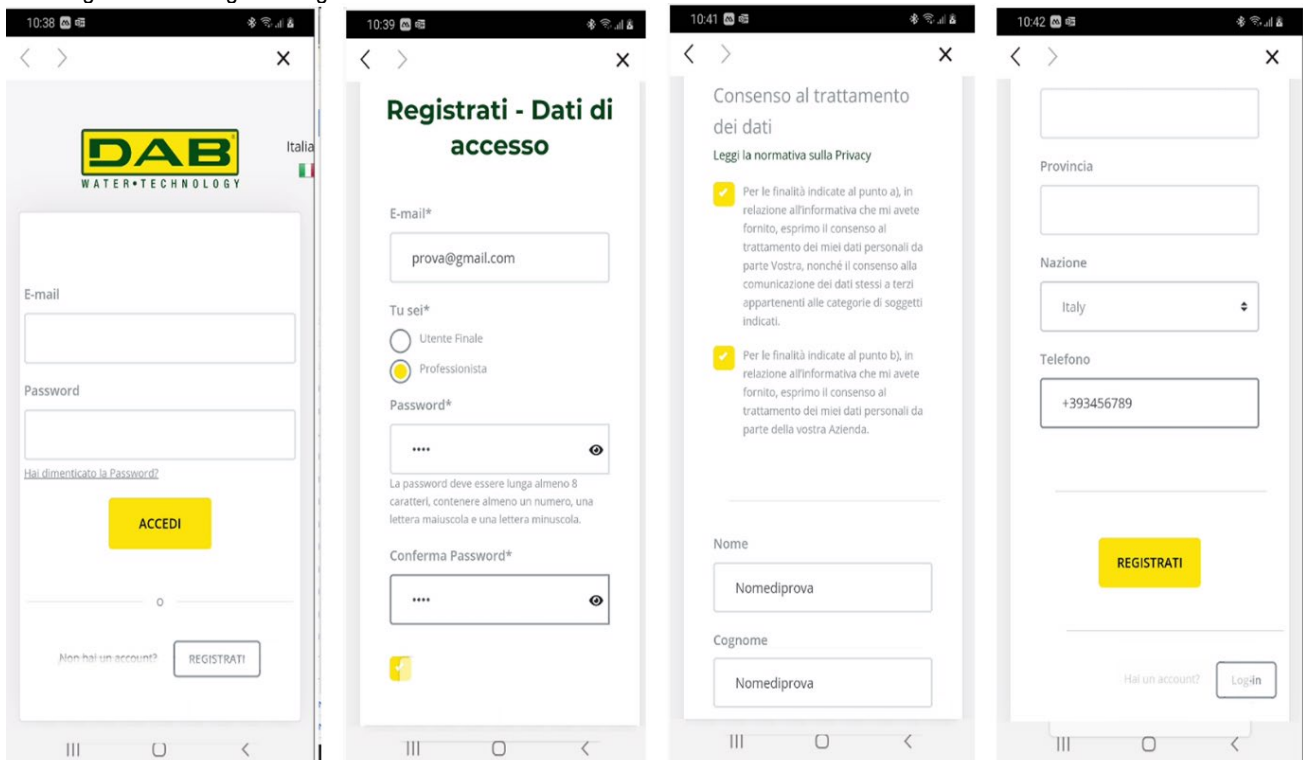 10:38
DAB
WATER•TECHNOLOGY
Italia
E-mail
Password
Hai dimenticato la Password?
ACCEDI
o
Non hai un account?
REGISTRATI
10:39
Registrati - Dati di
accesso
E-mail*
prova@gmail.com
Tu sei*
Utente Finale
Professionista
Password*
••••
La password deve essere lunga almeno 8
caratteri, contenere almeno un numero, una
lettera maiuscola e una lettera minuscola.
Conferma Password*
••••
10:41
Consenso al trattamento
dei dati
Leggi la normativa sulla Privacy
Per le finalità indicate al punto a), in
relazione all'informativa che mi avete
fornito, esprimo il consenso al
trattamento dei miei dati personali da
parte Vostra, nonché il consenso alla
comunicazione dei dati stessi a terzi
appartenenti alle categorie di soggetti
indicati.
Per le finalità indicate al punto b), in
relazione all'informativa che mi avete
fornito, esprimo il consenso al
trattamento dei miei dati personali da
parte della vostra Azienda.
Nome
Nomediprova
Cognome
Nomediprova
10:42
Provincia
Nazione
Italy
Telefono
+393456789
REGISTRATI
Hai un account?
Log-in